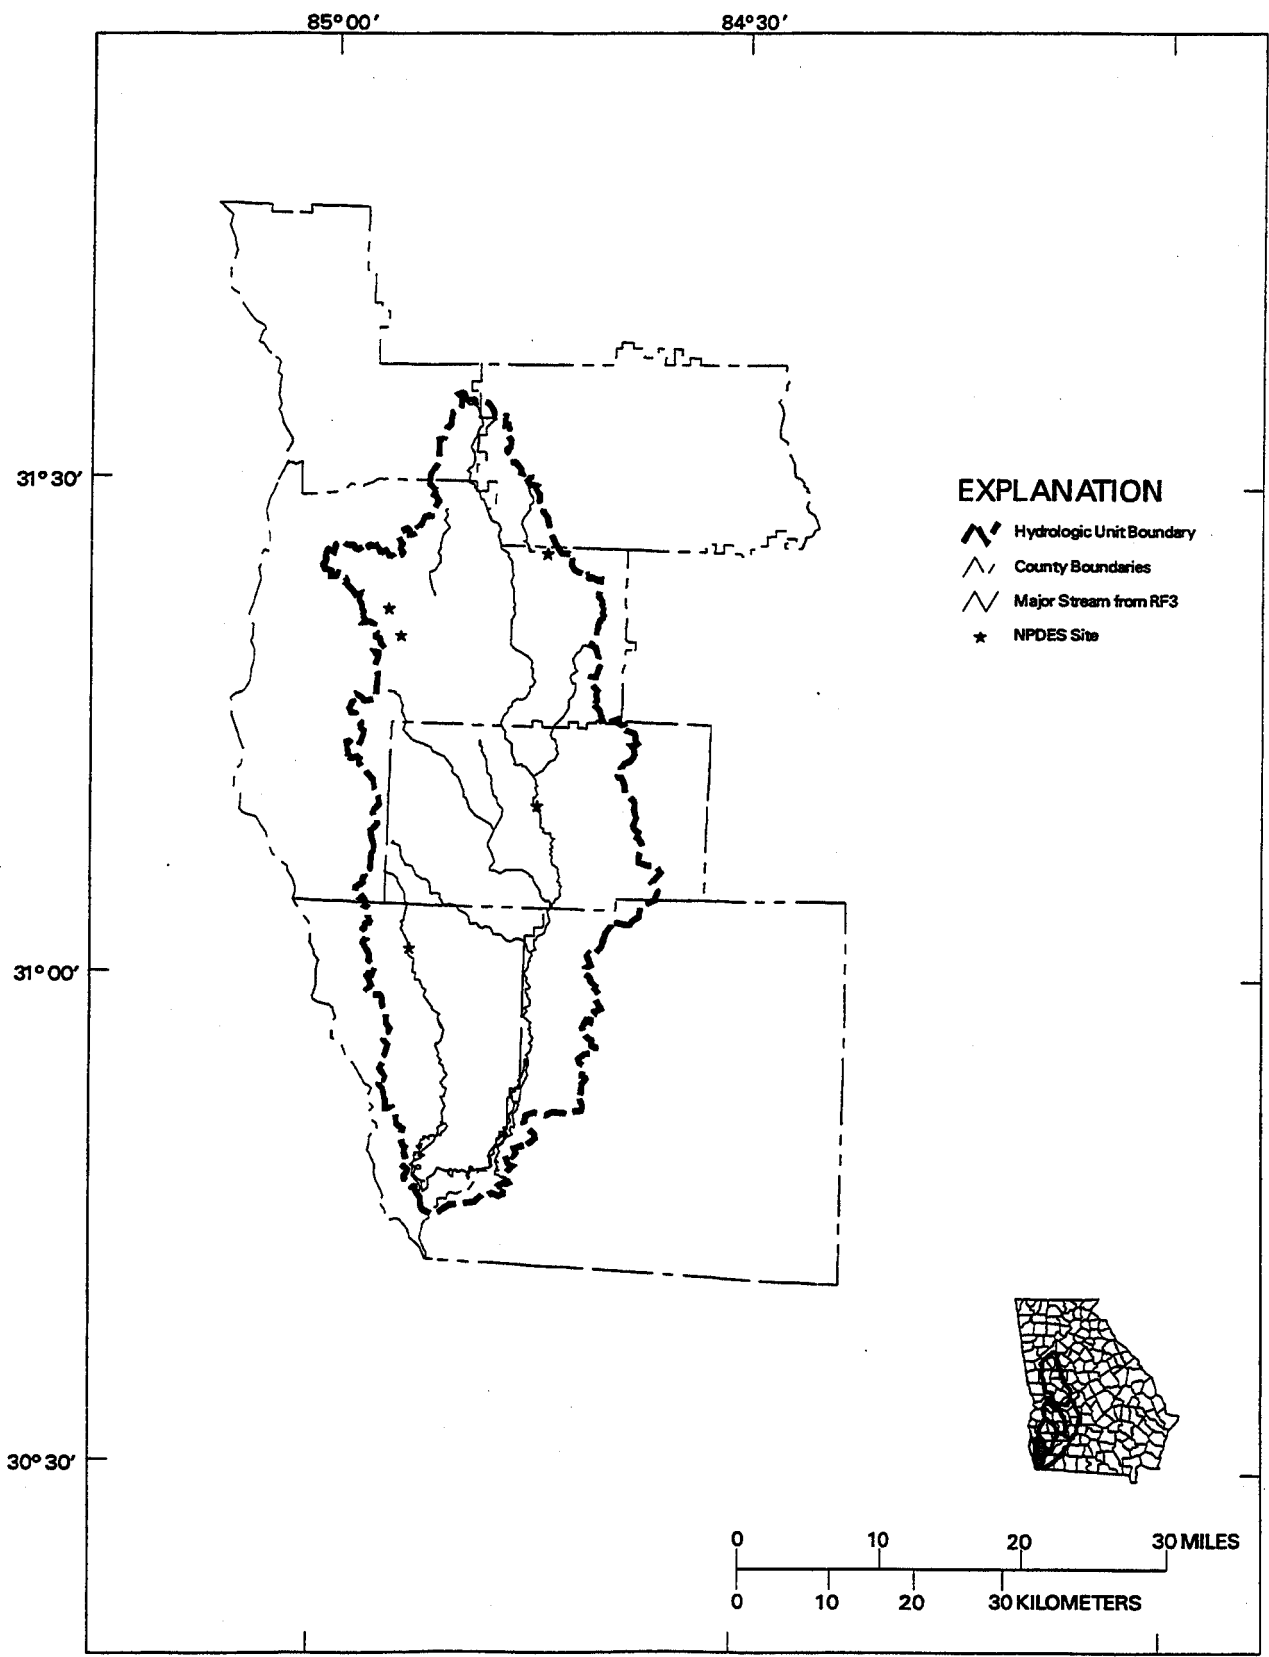 85°00′ 84°30′
31°30′
EXPLANATION
Hydrologic Unit Boundary
County Boundaries
Major Stream from RF3
NPDES Site
31°00′
30°30′
0 10 20 30 MILES
0 10 20 30 KILOMETERS